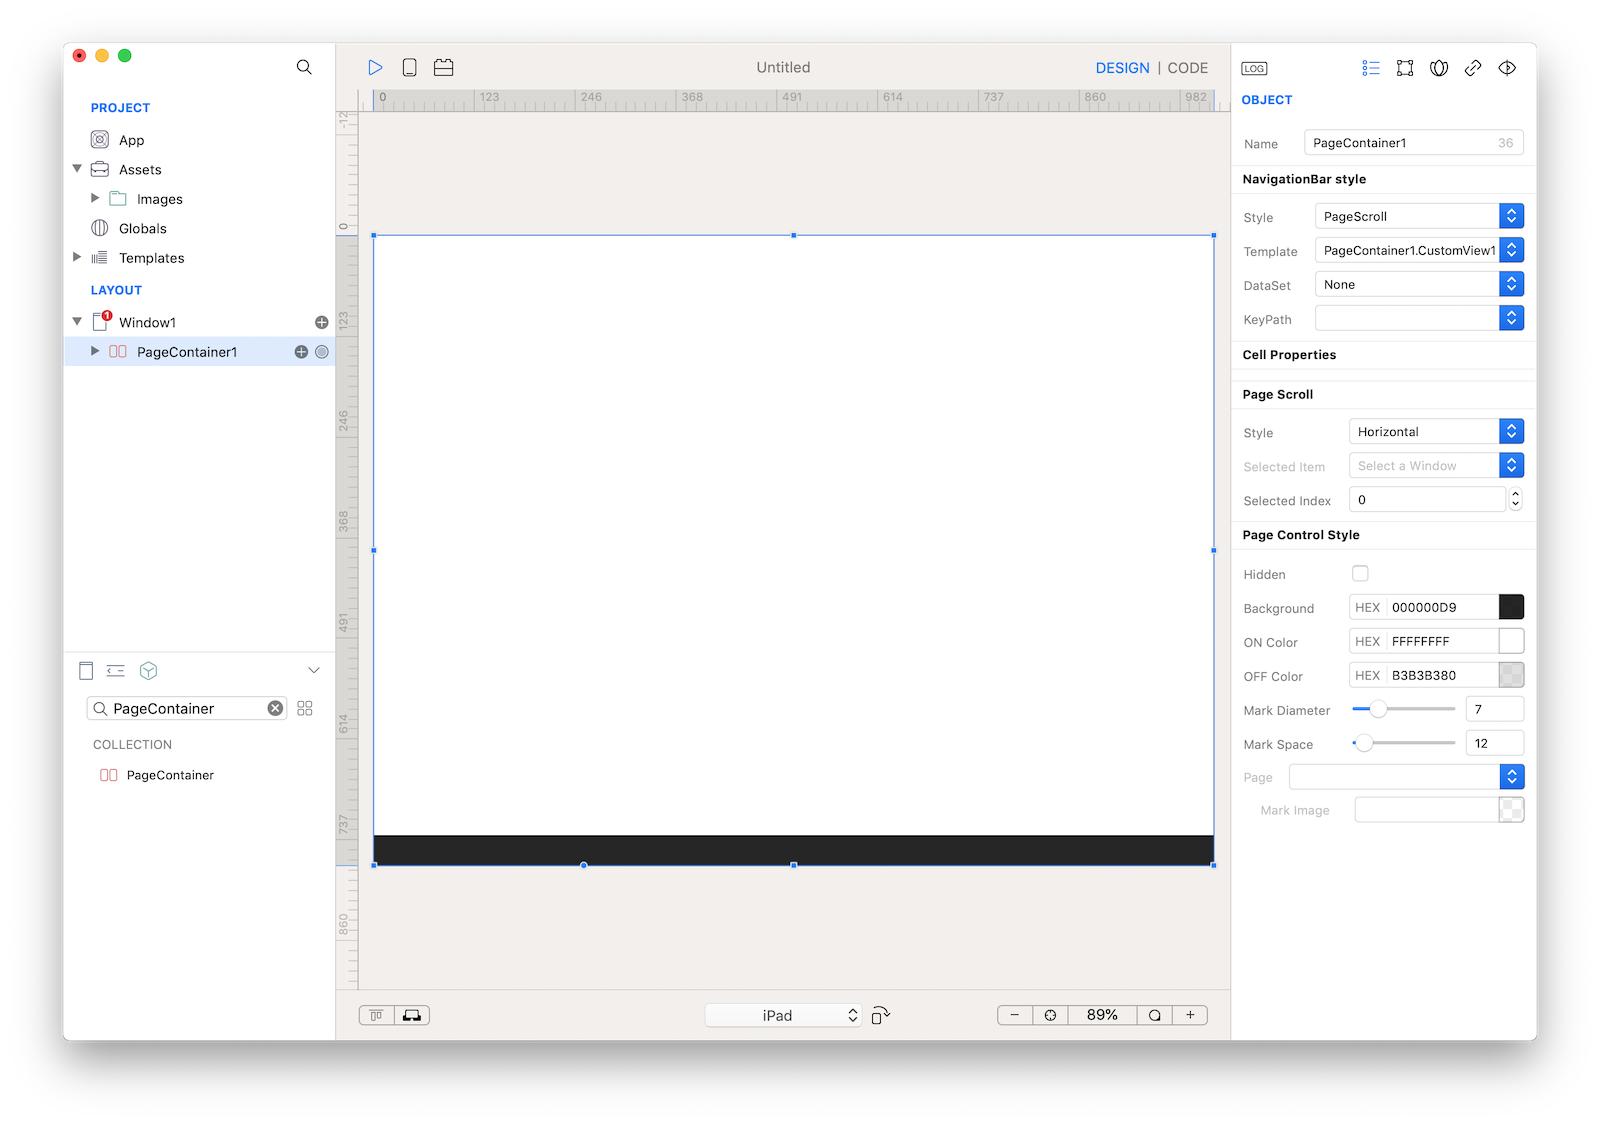 Untitled
DESIGN | CODE
LOG
PROJECT
App
Assets
Images
Globals
Templates
LAYOUT
1
Window1
PageContainer1
PageContainer
COLLECTION
PageContainer
0 123 246 368 491 614 737 860 982
-12
0
123
246
368
491
614
737
860
iPad
89%
OBJECT
Name PageContainer1 36
NavigationBar style
Style PageScroll
Template PageContainer1.CustomView1
DataSet None
KeyPath
Cell Properties
Page Scroll
Style Horizontal
Selected Item Select a Window
Selected Index 0
Page Control Style
Hidden
Background HEX 000000D9
ON Color HEX FFFFFFFF
OFF Color HEX B3B3B380
Mark Diameter 7
Mark Space 12
Page
Mark Image